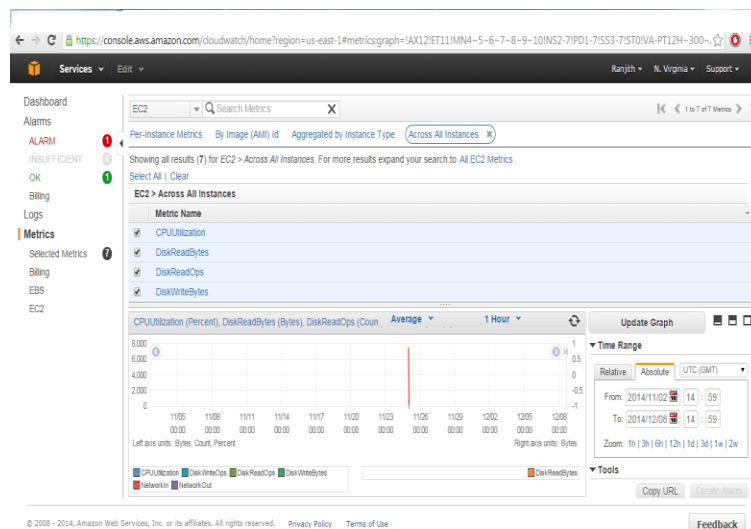 https://console.aws.amazon.com/cloudwatch/home?region=us-east-1#metrics:graph=!AX12!ET11!MN4~5~6~7~8~9~10!NS2-7!PD1-7!SS3-7!ST0!VA-PT12H~300~
Services Edit Ranjith N. Virginia Support
Dashboard
Alarms
ALARM 1
INSUFFICIENT 0
OK 1
Billing
Logs
Metrics
Selected Metrics 7
Billing
EBS
EC2
EC2 Search Metrics X 1 to 7 of 7 Metrics
Per-Instance Metrics By Image (AMI) Id Aggregated by Instance Type Across All Instances x
Showing all results (7) for EC2 > Across All Instances. For more results expand your search to All EC2 Metrics.
Select All | Clear
EC2 > Across All Instances
Metric Name
CPUUtilization
DiskReadBytes
DiskReadOps
DiskWriteBytes
CPUUtilization (Percent), DiskReadBytes (Bytes), DiskReadOps (Coun Average 1 Hour
8,000
6,000
4,000
2,000
0
1
0.5
0
-0.5
-1
11/05 11/08 11/11 11/14 11/17 11/20 11/23 11/26 11/29 12/02 12/05 12/08
00:00 00:00 00:00 00:00 00:00 00:00 00:00 00:00 00:00 00:00 00:00 00:00
Left axis units: Bytes, Count, Percent Right axis units: Bytes
CPUUtilization DiskWriteOps DiskReadOps DiskWriteBytes
NetworkIn NetworkOut
DiskReadBytes
Update Graph
Time Range
Relative Absolute UTC (GMT)
From: 2014/11/02 14 : 59
To: 2014/12/08 14 : 59
Zoom: 1h | 3h | 6h | 12h | 1d | 3d | 1w | 2w
Tools
Copy URL Create Alarm
© 2008 - 2014, Amazon Web Services, Inc. or its affiliates. All rights reserved. Privacy Policy Terms of Use Feedback